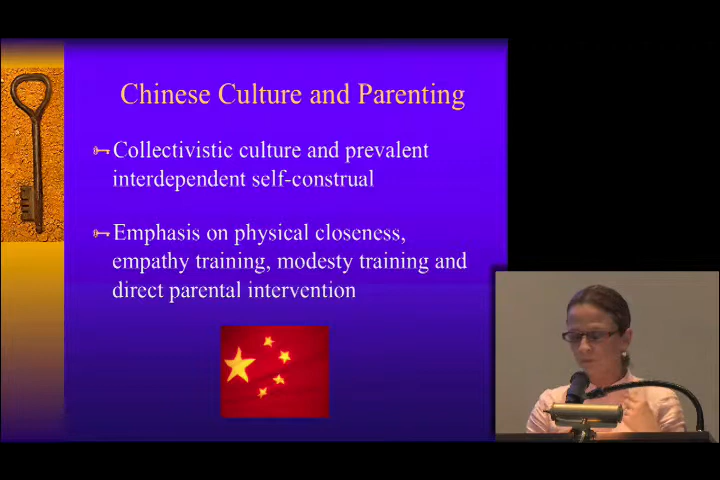 Chinese Culture and Parenting
Collectivistic culture and prevalent
interdependent self-construal
Emphasis on physical closeness,
empathy training, modesty training and
direct parental intervention